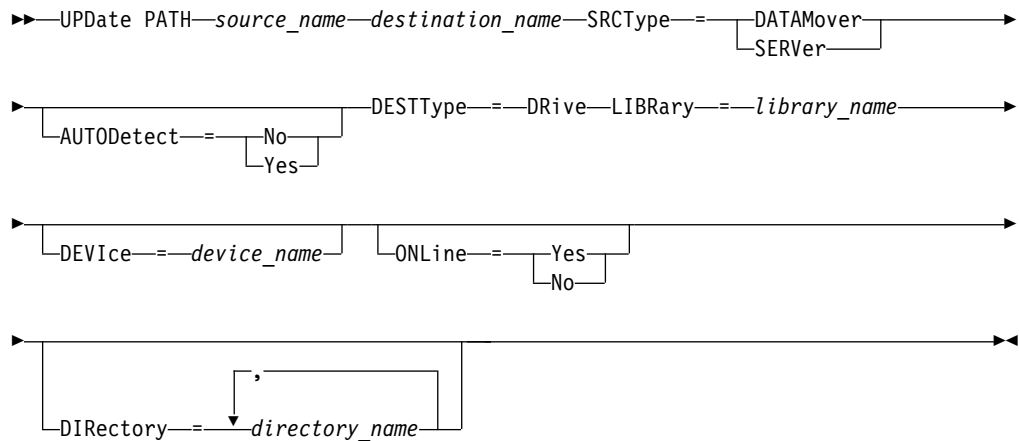 UPDate PATH source_name destination_name SRCType = DATAMover
SERVer
DESTType = DRive LIBRary = library_name
AUTODetect = No
Yes
DEVIce = device_name ONLine = Yes
No
,
DIRectory = directory_name